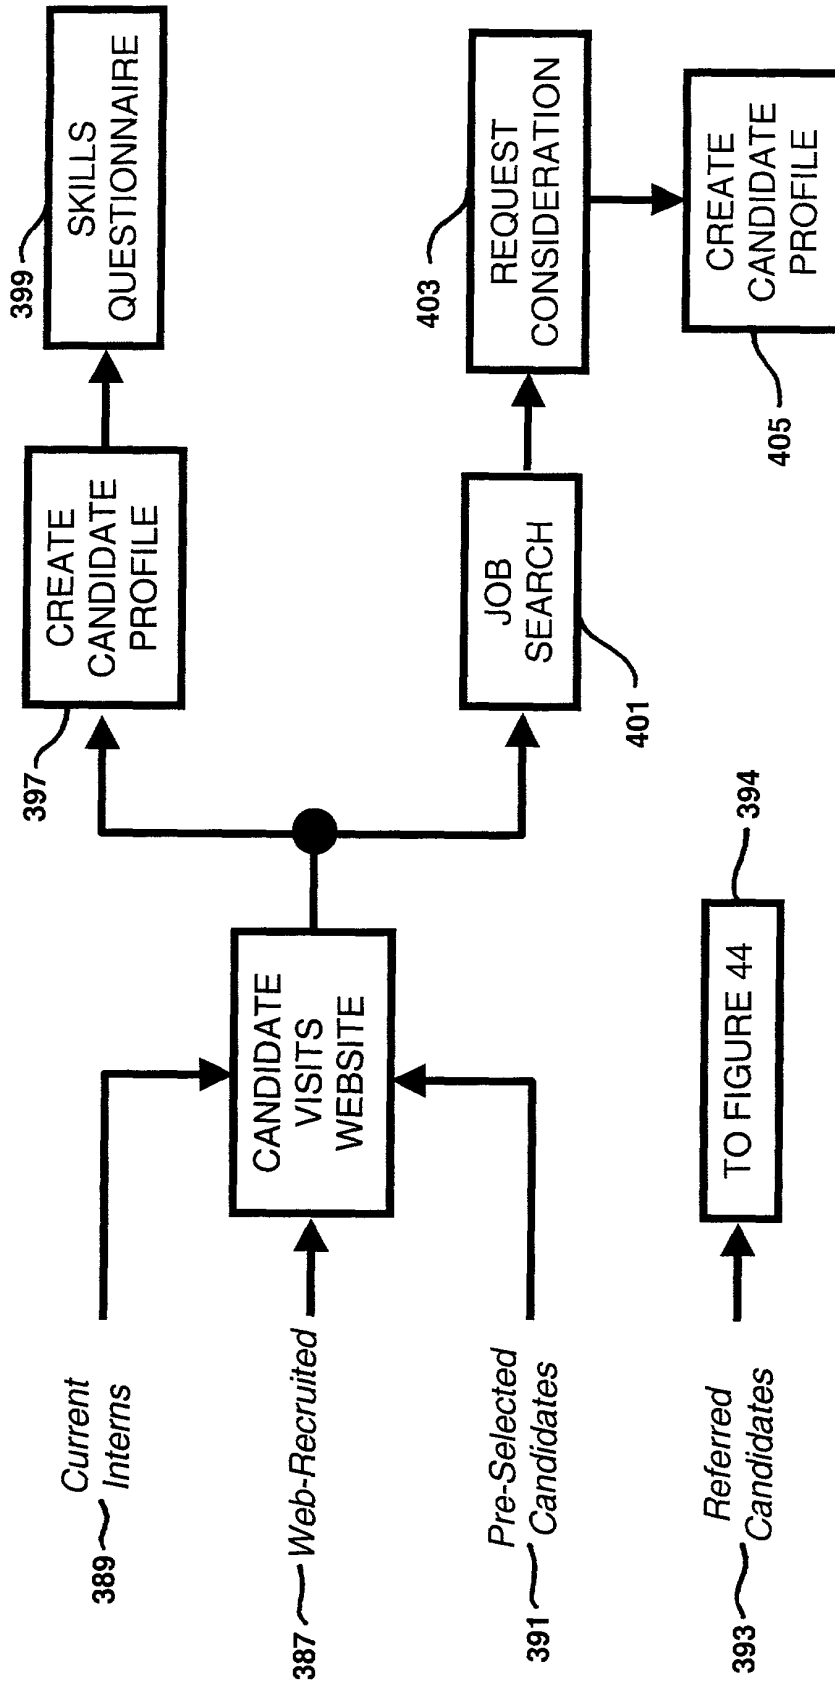 389
Current
Interns
387
Web-Recruited
391
Pre-Selected
Candidates
393
Referred
Candidates
CANDIDATE
VISITS
WEBSITE
TO FIGURE 44
394
397
CREATE
CANDIDATE
PROFILE
399
SKILLS
QUESTIONNAIRE
401
JOB
SEARCH
403
REQUEST
CONSIDERATION
405
CREATE
CANDIDATE
PROFILE